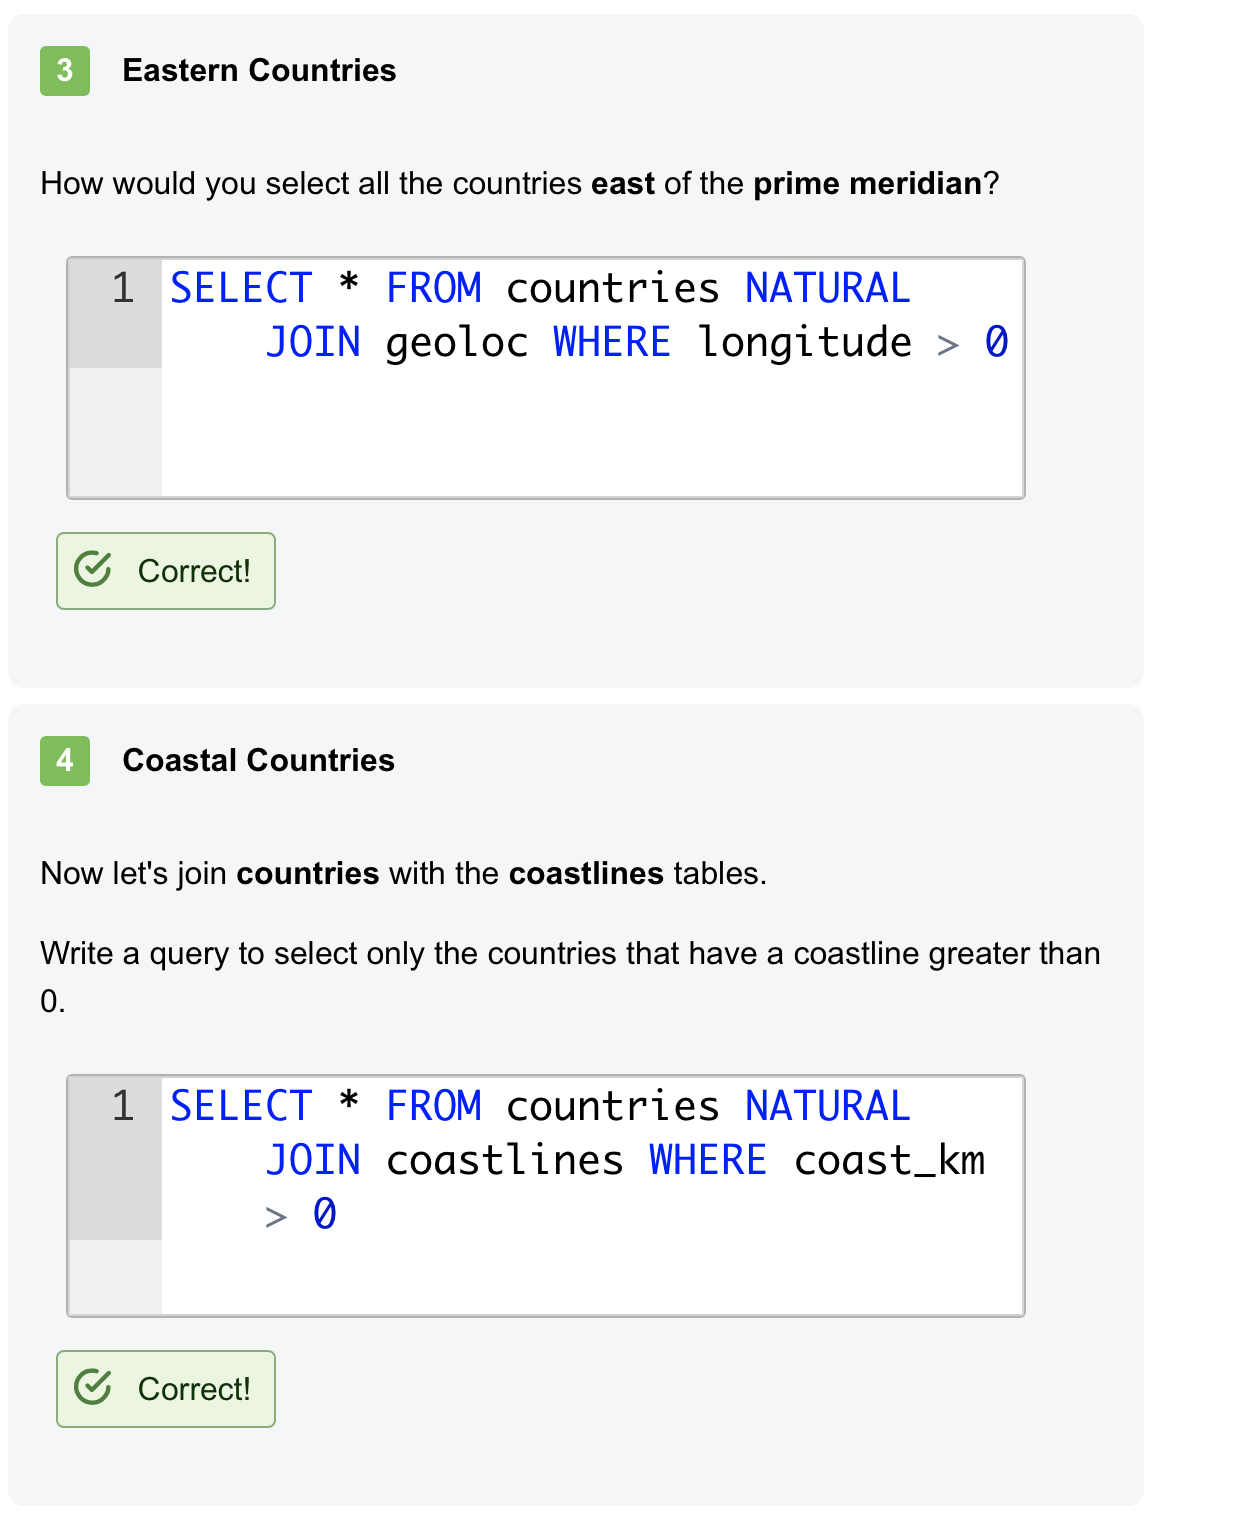 3 Eastern Countries
How would you select all the countries east of the prime meridian?
1 SELECT * FROM countries NATURAL
JOIN geoloc WHERE longitude > 0
Correct!
4 Coastal Countries
Now let's join countries with the coastlines tables.
Write a query to select only the countries that have a coastline greater than
0.
1 SELECT * FROM countries NATURAL
JOIN coastlines WHERE coast_km
> 0
Correct!